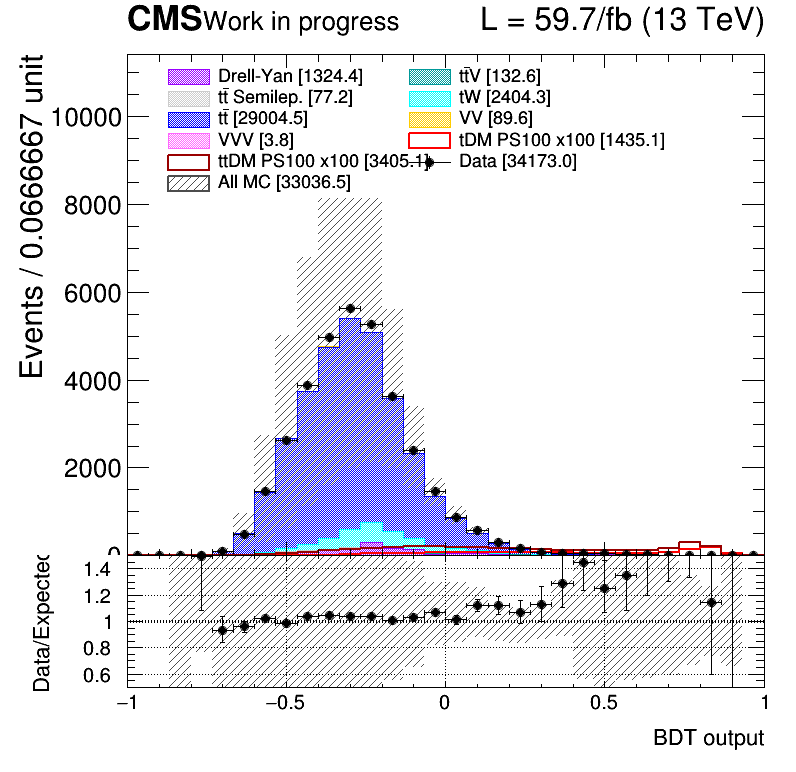 CMS Work in progress L = 59.7/fb (13 TeV)
Drell-Yan [1324.4] tt̄V [132.6]
tt̄ Semilep. [77.2] tW [2404.3]
tt̄ [29004.5] VV [89.6]
VVV [3.8] tDM PS100 x100 [1435.1]
ttDM PS100 x100 [3405.1] Data [34173.0]
All MC [33036.5]
Events / 0.0666667 unit
10000
8000
6000
4000
2000
0
Data/Expected
1.4
1.2
1
0.8
0.6
−1 −0.5 0 0.5 1
BDT output